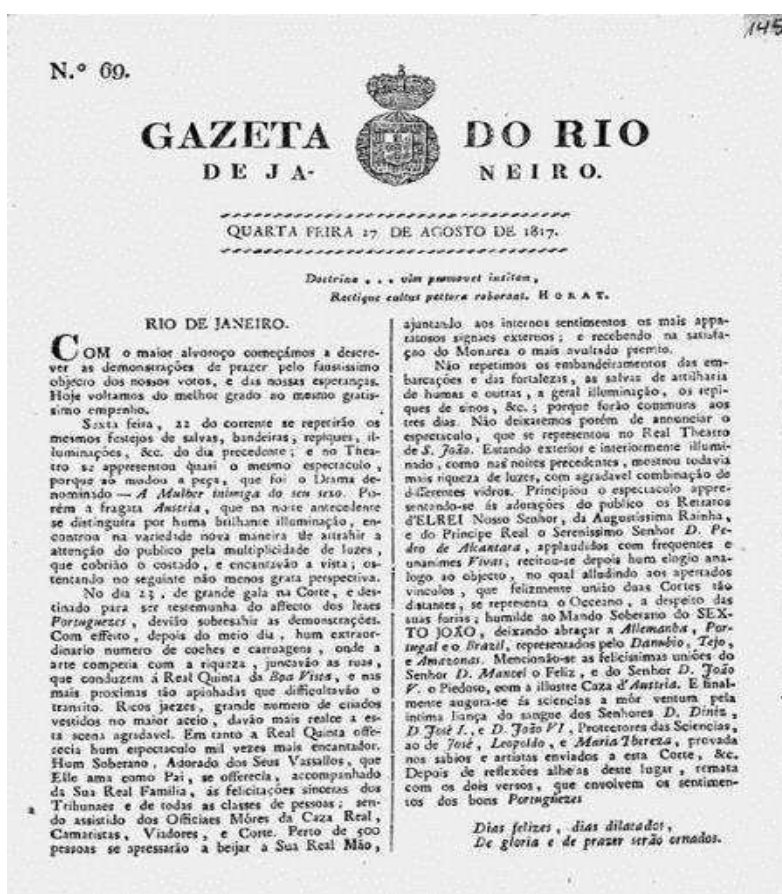 145
N.º 69.
GAZETA DO RIO
DE JA- NEIRO.
QUARTA FEIRA 27 DE AGOSTO DE 1817.
Doctrina . . . vim promovet insitam,
Rectique cultus pectora roborant. HORAT.
RIO DE JANEIRO.
COM o maior alvoroço começámos a descre-
ver as demonstrações de prazer pelo faustissimo
objecto dos nossos votos, e das nossas esperanças.
Hoje voltamos do melhor grado ao mesmo gratis-
simo empenho.
Sexta feira, 22 do corrente se repetirão os
mesmos festejos de salvas, bandeiras, repiques, il-
luminações, &c. do dia precedente; e no Thea-
tro se appresentou quasi o mesmo espectaculo,
porque só mudou a peça, que foi o Drama de-
nominado — A Mulher inimiga do seu sexo. Po-
rém a fragata Austria, que na noite antecedente
se distinguira por huma brilhante illuminação, en-
controu na variedade nova maneira de attrahir a
attenção do publico pela multiplicidade de luzes,
que cobrião o costado, e encantavão a vista; os-
tentando no seguinte não menos grata perspectiva.
No dia 23, de grande gala na Corte, e des-
tinado para ser testemunha do affecto dos leaes
Portuguezes, devião sobresahir as demonstrações.
Com effeito, depois do meio dia, hum extraor-
dinario numero de coches e carroagens, onde a
arte competia com a riqueza, juncavão as ruas,
que conduzem á Real Quinta da Boa Vista, e nas
mais proximas tão apinhadas que difficultavão o
transito. Ricos jaezes, grande numero de criados
vestidos no maior aceio, davão mais realce a es-
ta scena agradavel. Em tanto a Real Quinta offe-
recia hum espectaculo mil vezes mais encantador.
Hum Soberano, Adorado dos Seus Vassallos, que
Elle ama como Pai, se offerecia, accompanhado
da Sua Real Familia, ás felicitações sinceras dos
Tribunaes e de todas as classes de pessoas; sen-
do assistido dos Officiaes Móres da Caza Real,
Camaristas, Viadores, e Corte. Perto de 500
pessoas se apressarão a beijar a Sua Real Mão,
ajuntando aos internos sentimentos os mais appa-
ratosos signaes externos; e recebendo na satisfa-
ção do Monarca o mais avultado premio.
Não repetimos os embandeiramentos das em-
barcações e das fortalezas, as salvas de artilharia
de humas e outras, a geral illuminação, os repi-
ques de sinos, &c.; porque forão communs aos
tres dias. Não deixaremos porém de annunciar o
espectaculo, que se representou no Real Theatro
de S. João. Estando exterior e interiormente illumi-
nado, como nas noites precedentes, mostrou todavia
mais riqueza de luzes, com agradavel combinação de
differentes vidros. Principiou o espectaculo appre-
sentando-se ás adorações do publico os Retratos
d'ELREI Nosso Senhor, da Augustissima Rainha,
e do Principe Real o Serenissimo Senhor D. Pe-
dro de Alcantara, applaudidos com frequentes e
unanimes Vivas; recitou-se depois hum elogio ana-
logo ao objecto, no qual alludindo aos apertados
vinculos, que felizmente união duas Cortes tão
distantes, se representa o Occeano, a despeito das
suas furias; humilde ao Mando Soberano do SEX-
TO JOÃO, deixando abraçar a Allemanha, Por-
tugal e o Brazil, representados pelo Danubio, Tejo,
e Amazonas. Mencionão-se as felicissimas uniões do
Senhor D. Manoel o Feliz, e do Senhor D. João
V. o Piedoso, com a illustre Caza d'Austria. E final-
mente augora-se ás sciencias a mór ventura pela
intima liança do sangue dos Senhores D. Diniz,
D. José I., e D. João VI, Protectores das Sciencias,
ao de José, Leopoldo, e Maria Thereza, provada
nos sabios e artistas enviados a esta Corte, &c.
Depois de reflexões alheias deste lugar, remata
com os dois versos, que envolvem os sentimen-
tos dos bons Portuguezes
Dias felizes, dias dilatados,
De gloria e de prazer serão ornados.